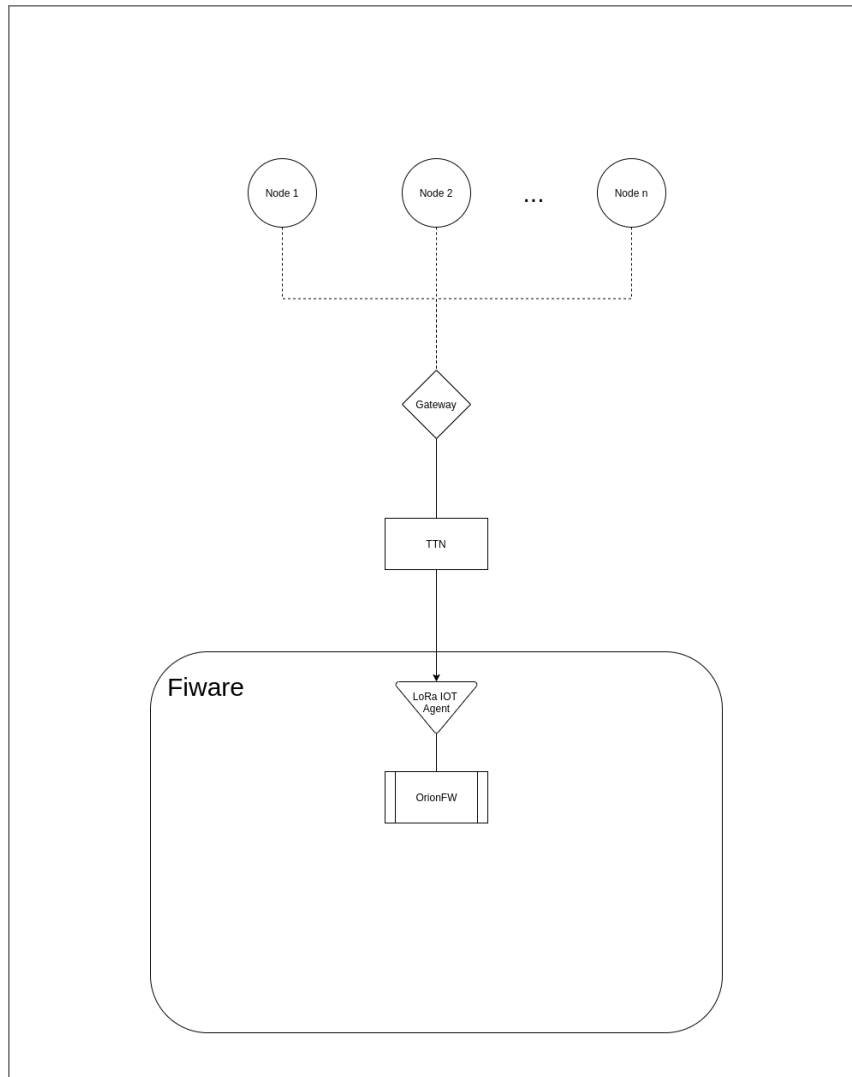 Node 1
Node 2
...
Node n
Gateway
TTN
Fiware
LoRa IOT
Agent
OrionFW